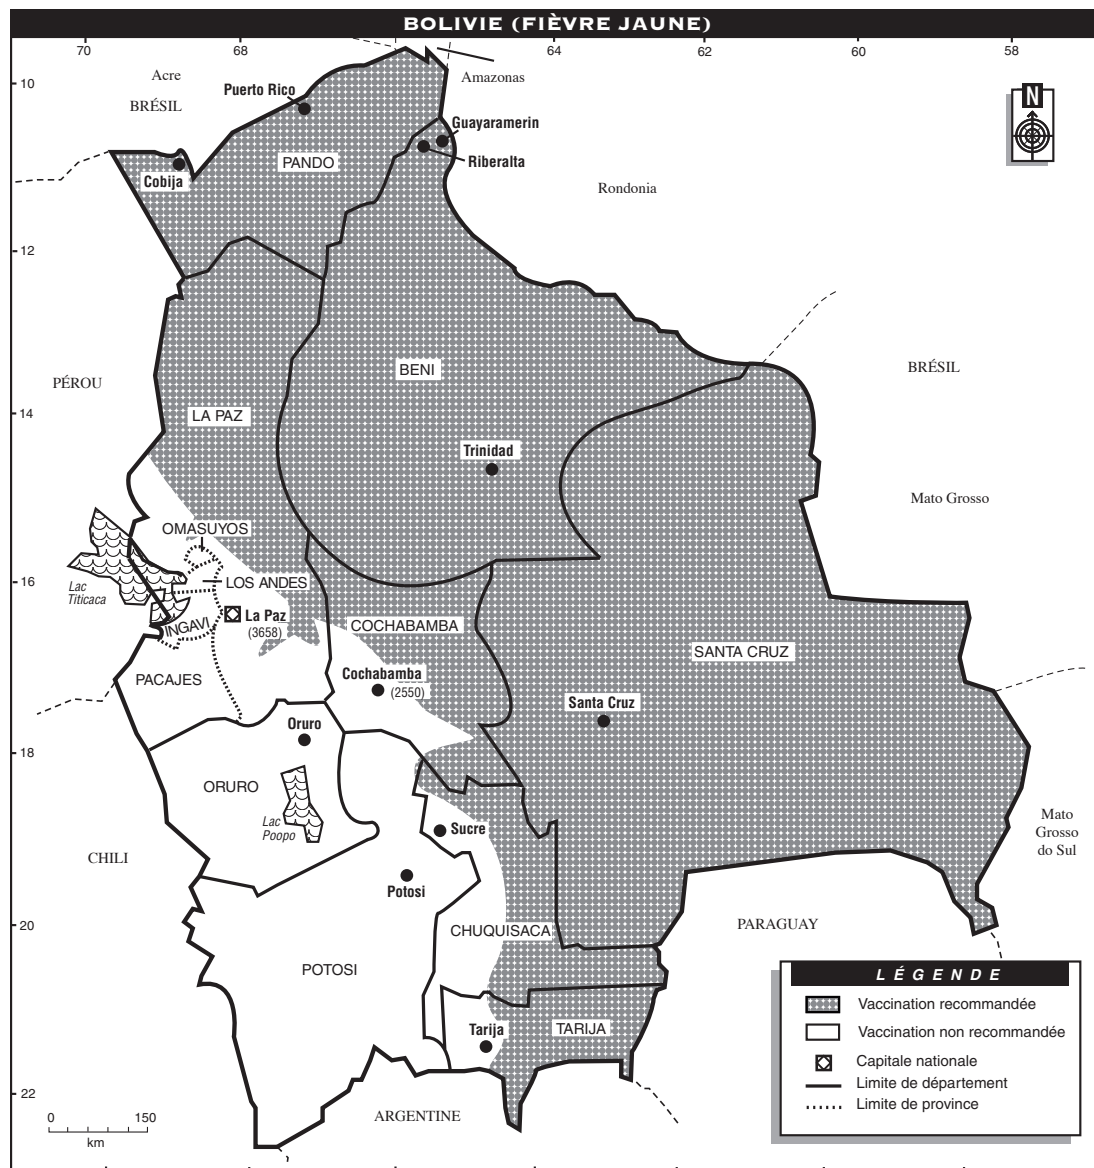 BOLIVIE (FIÈVRE JAUNE)
70
68
64
62
60
58
Acre
Amazonas
10
Puerto Rico
BRÉSIL
N
Guayaramerin
PANDO
Riberalta
Cobija
Rondonia
12
BENI
BRÉSIL
PÉROU
14
LA PAZ
Trinidad
Mato Grosso
OMASUYOS
16
Lac
Titicaca
LOS ANDES
La Paz
(3658)
INGAVI
COCHABAMBA
SANTA CRUZ
PACAJES
Cochabamba
(2550)
Santa Cruz
Oruro
18
ORURO
Lac
Poopo
Sucre
Mato
Grosso
do Sul
CHILI
Potosi
20
CHUQUISACA
PARAGUAY
POTOSI
LÉGENDE
Vaccination recommandée
Vaccination non recommandée
Capitale nationale
Limite de département
Limite de province
Tarija
TARIJA
22
0 150
km
ARGENTINE